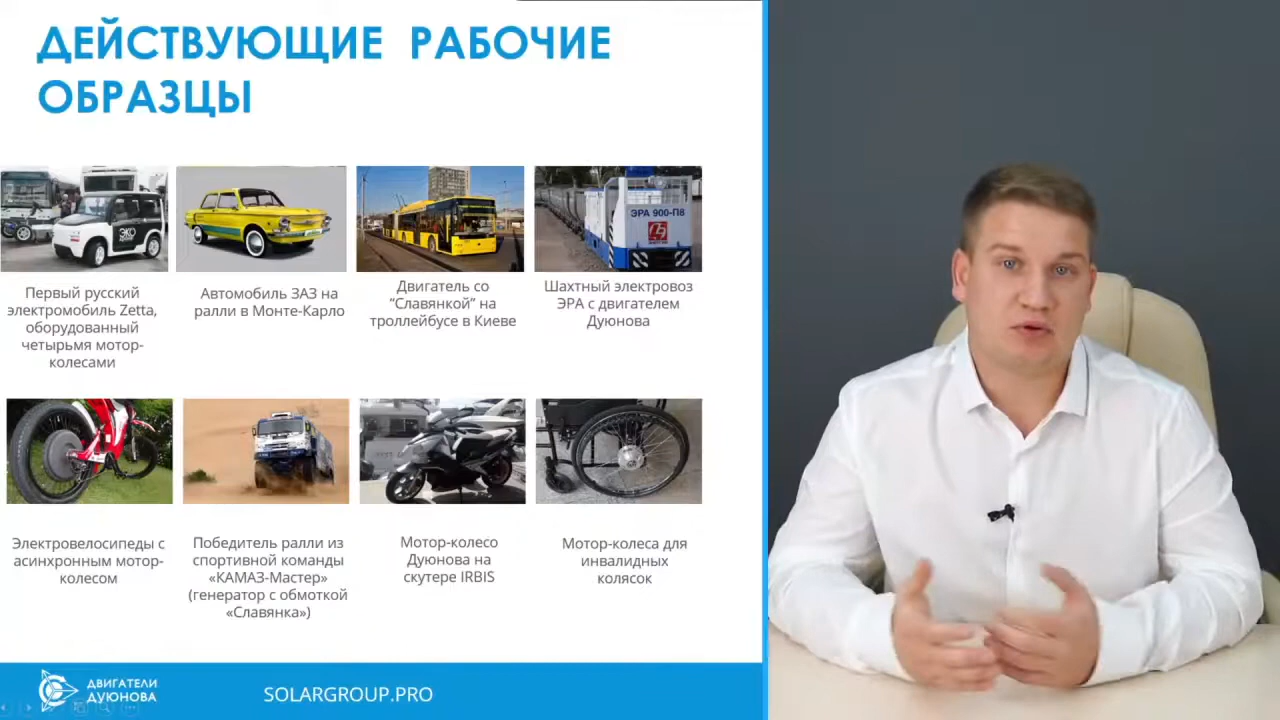 ДЕЙСТВУЮЩИЕ РАБОЧИЕ
ОБРАЗЦЫ
ЭКО
ЭРА 900-П8
Первый русский
электромобиль Zetta,
оборудованный
четырьмя мотор-
колесами
Автомобиль ЗАЗ на
ралли в Монте-Карло
Двигатель со
“Славянкой” на
троллейбусе в Киеве
Шахтный электровоз
ЭРА с двигателем
Дуюнова
Электровелосипеды с
асинхронным мотор-
колесом
Победитель ралли из
спортивной команды
«КАМАЗ-Мастер»
(генератор с обмоткой
«Славянка»)
Мотор-колесо
Дуюнова на
скутере IRBIS
Мотор-колеса для
инвалидных
колясок
ДВИГАТЕЛИ
ДУЮНОВА
SOLARGROUP.PRO